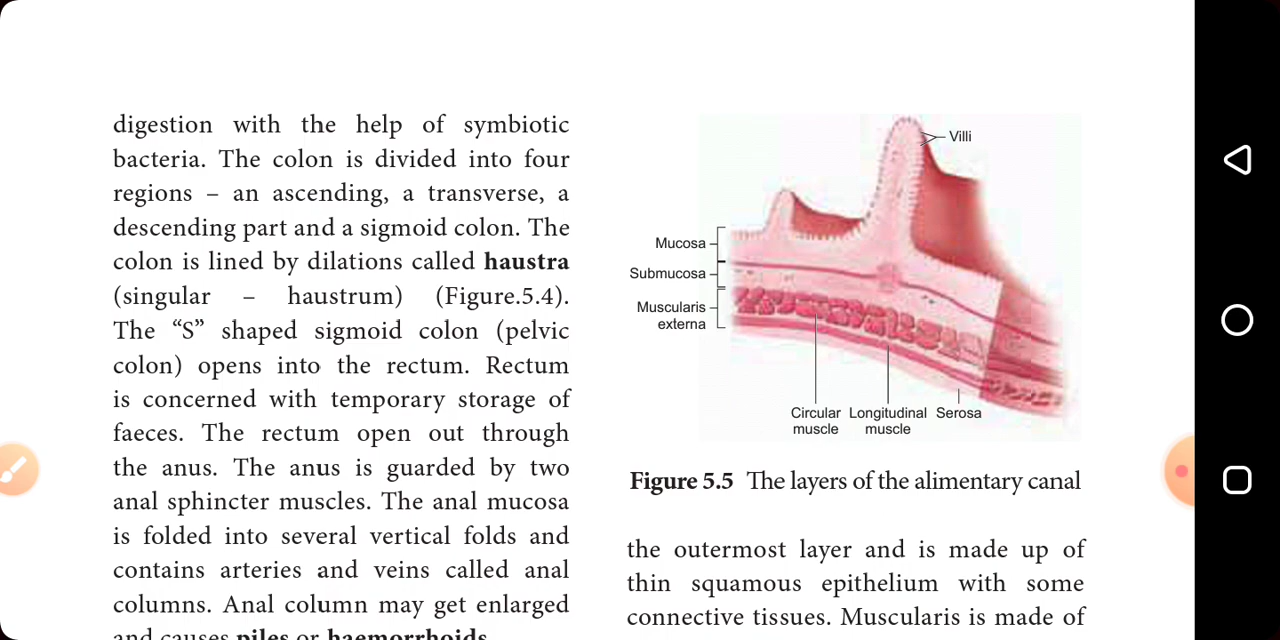 digestion with the help of symbiotic
bacteria. The colon is divided into four
regions – an ascending, a transverse, a
descending part and a sigmoid colon. The
colon is lined by dilations called haustra
(singular – haustrum) (Figure.5.4).
The “S” shaped sigmoid colon (pelvic
colon) opens into the rectum. Rectum
is concerned with temporary storage of
faeces. The rectum open out through
the anus. The anus is guarded by two
anal sphincter muscles. The anal mucosa
is folded into several vertical folds and
contains arteries and veins called anal
columns. Anal column may get enlarged
and causes piles or haemorrhoids.
Villi
Mucosa
Submucosa
Muscularis
externa
Circular
muscle
Longitudinal
muscle
Serosa
Figure 5.5 The layers of the alimentary canal
the outermost layer and is made up of
thin squamous epithelium with some
connective tissues. Muscularis is made of